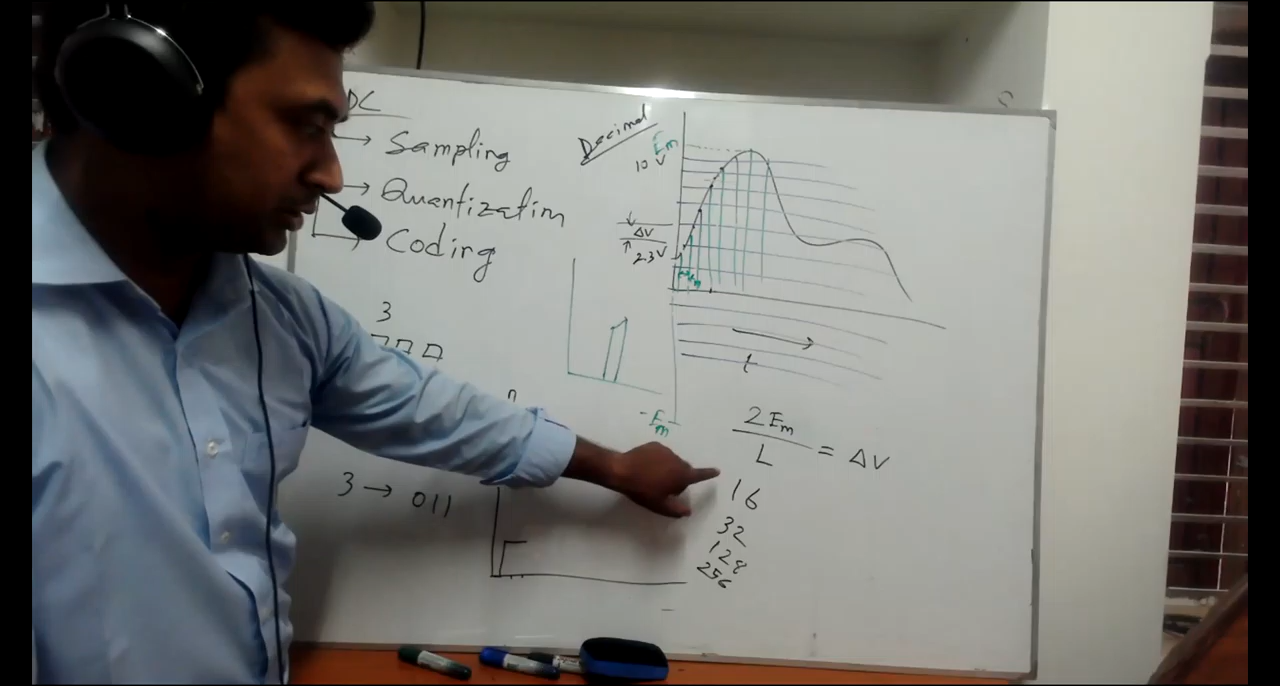 DC
→ Sampling
→ Quantization
→ Coding
3
n
3 → 011
Decimal
Em
10 V
ΔV
2.3V
t
-Em
2Em
L
= ΔV
16
32
128
256